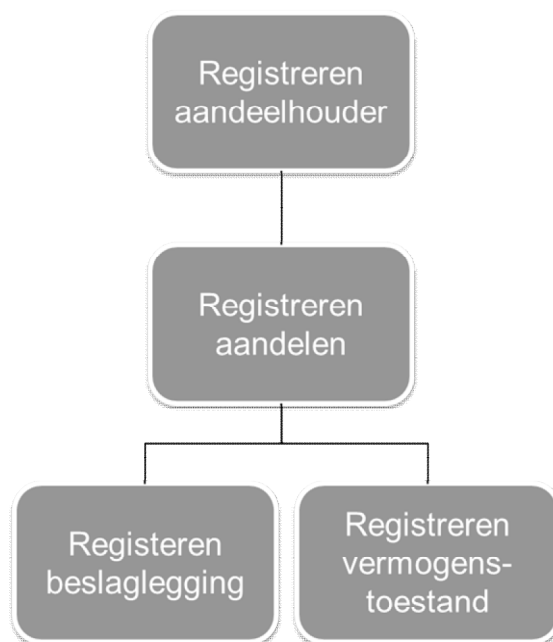 Registreren
aandeelhouder
Registreren
aandelen
Registeren
beslaglegging
Registreren
vermogens-
toestand